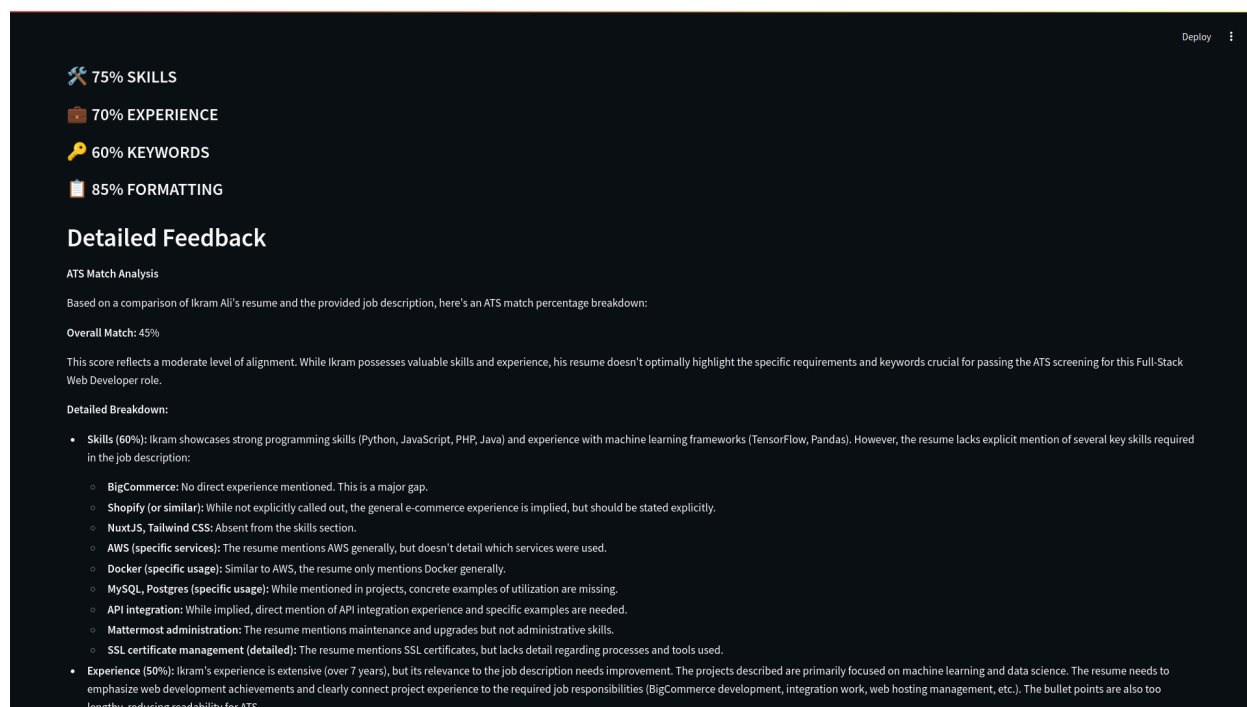 Deploy
75% SKILLS
70% EXPERIENCE
60% KEYWORDS
85% FORMATTING
Detailed Feedback
ATS Match Analysis
Based on a comparison of Ikram Ali's resume and the provided job description, here's an ATS match percentage breakdown:
Overall Match: 45%
This score reflects a moderate level of alignment. While Ikram possesses valuable skills and experience, his resume doesn't optimally highlight the specific requirements and keywords crucial for passing the ATS screening for this Full-Stack
Web Developer role.
Detailed Breakdown:
Skills (60%): Ikram showcases strong programming skills (Python, JavaScript, PHP, Java) and experience with machine learning frameworks (TensorFlow, Pandas). However, the resume lacks explicit mention of several key skills required
in the job description:
BigCommerce: No direct experience mentioned. This is a major gap.
Shopify (or similar): While not explicitly called out, the general e-commerce experience is implied, but should be stated explicitly.
NuxtJS, Tailwind CSS: Absent from the skills section.
AWS (specific services): The resume mentions AWS generally, but doesn't detail which services were used.
Docker (specific usage): Similar to AWS, the resume only mentions Docker generally.
MySQL, Postgres (specific usage): While mentioned in projects, concrete examples of utilization are missing.
API integration: While implied, direct mention of API integration experience and specific examples are needed.
Mattermost administration: The resume mentions maintenance and upgrades but not administrative skills.
SSL certificate management (detailed): The resume mentions SSL certificates, but lacks detail regarding processes and tools used.
Experience (50%): Ikram's experience is extensive (over 7 years), but its relevance to the job description needs improvement. The projects described are primarily focused on machine learning and data science. The resume needs to
emphasize web development achievements and clearly connect project experience to the required job responsibilities (BigCommerce development, integration work, web hosting management, etc.). The bullet points are also too
lengthy, reducing readability for ATS.